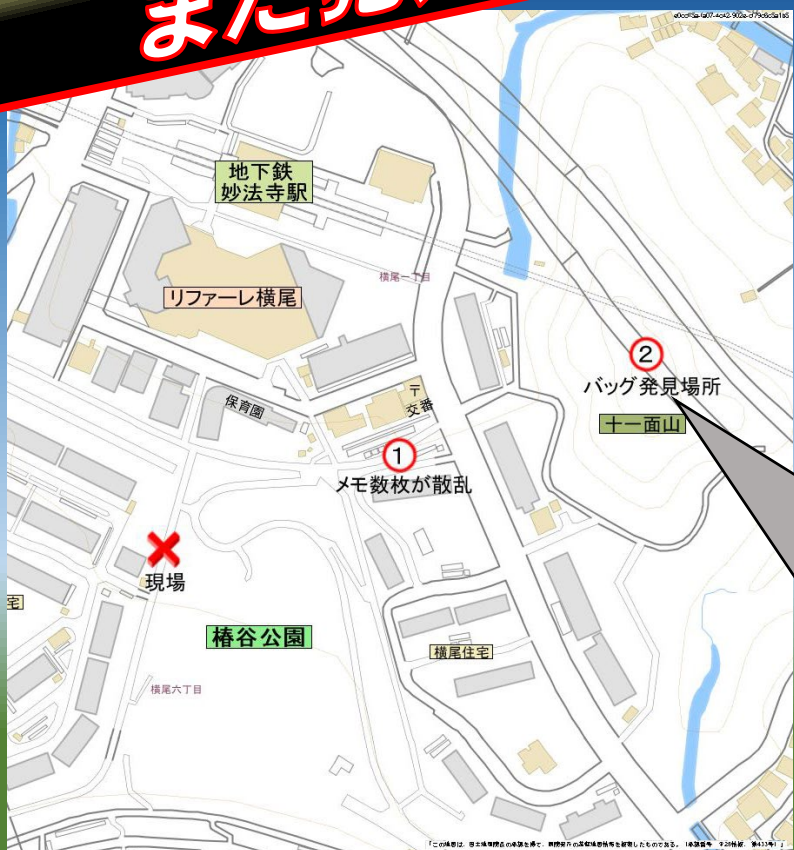 また
地下鉄
妙法寺駅
横尾一丁目
リファーレ横尾
②
バッグ発見場所
〒
交番
保育園
十一面山
①
メモ数枚が散乱
現場
宅
椿谷公園
横尾住宅
横尾六丁目